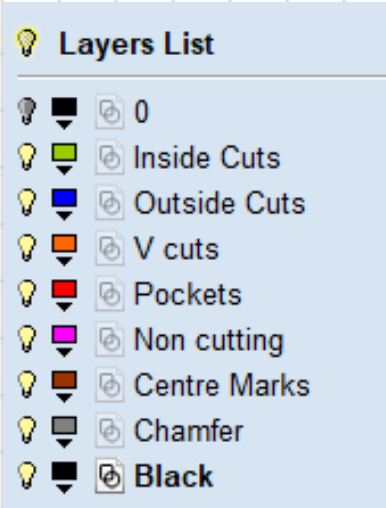 Layers List
0
Inside Cuts
Outside Cuts
V cuts
Pockets
Non cutting
Centre Marks
Chamfer
Black